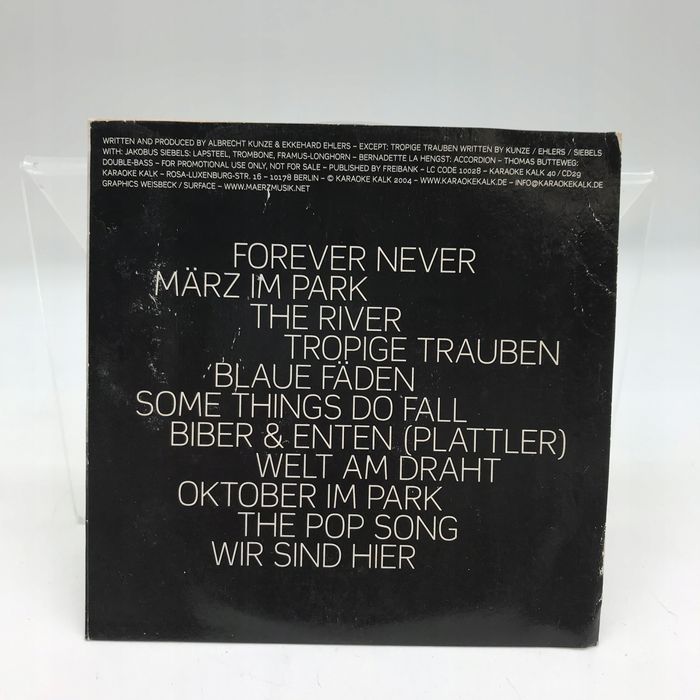 WRITTEN AND PRODUCED BY ALBRECHT KUNZE & EKKEHARD EHLERS – EXCEPT: TROPIGE TRAUBEN WRITTEN BY KUNZE / EHLERS / SIEBELS
WITH: JAKOBUS SIEBELS: LAPSTEEL, TROMBONE, FRAMUS-LONGHORN – BERNADETTE LA HENGST: ACCORDION – THOMAS BÜTTEWEG:
DOUBLE-BASS – FOR PROMOTIONAL USE ONLY, NOT FOR SALE – PUBLISHED BY FREIBANK – LC CODE 10028 – KARAOKE KALK 40 / CD29
KARAOKE KALK – ROSA-LUXENBURG-STR. 16 – 10178 BERLIN – © KARAOKE KALK 2004 – WWW.KARAOKEKALK.DE – INFO@KARAOKEKALK.DE
GRAPHICS WEISBECK / SURFACE – WWW.MAERZMUSIK.NET
FOREVER NEVER
MÄRZ IM PARK
THE RIVER
TROPIGE TRAUBEN
BLAUE FÄDEN
SOME THINGS DO FALL
BIBER & ENTEN (PLATTLER)
WELT AM DRAHT
OKTOBER IM PARK
THE POP SONG
WIR SIND HIER